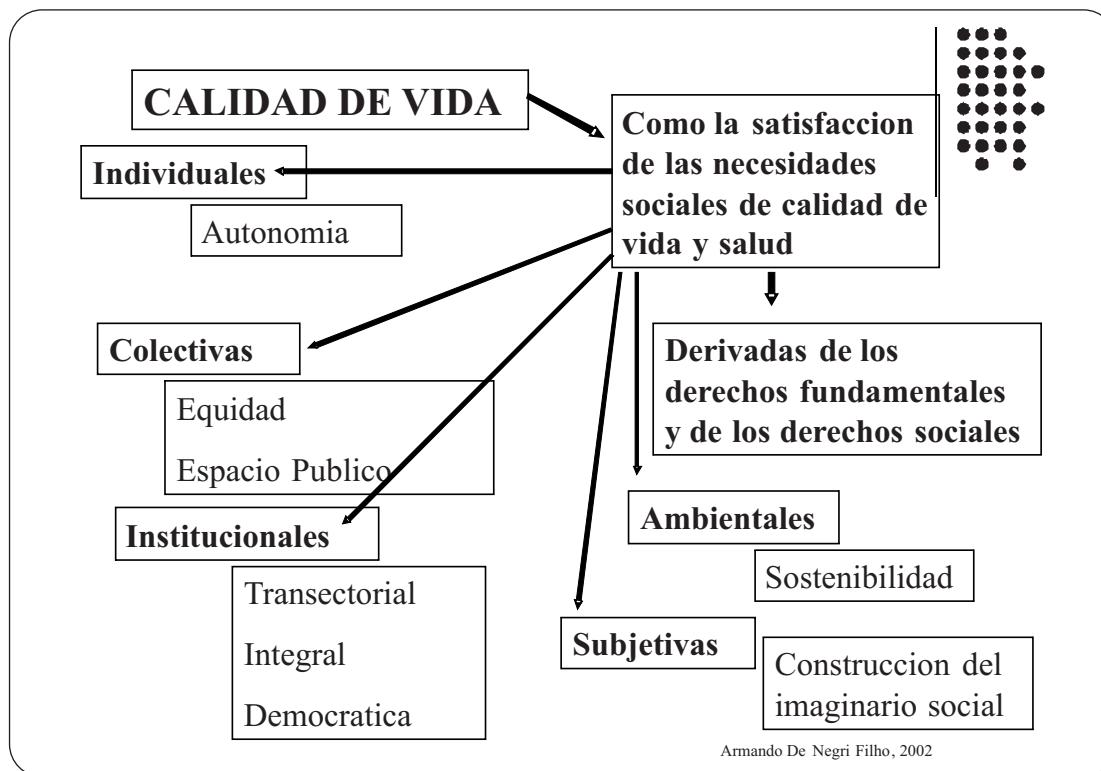 CALIDAD DE VIDA
Como la satisfaccion
de las necesidades
sociales de calidad de
vida y salud
Individuales
Autonomia
Colectivas
Equidad
Espacio Publico
Institucionales
Transectorial
Integral
Democratica
Derivadas de los
derechos fundamentales
y de los derechos sociales
Ambientales
Sostenibilidad
Subjetivas
Construccion del
imaginario social
Armando De Negri Filho, 2002